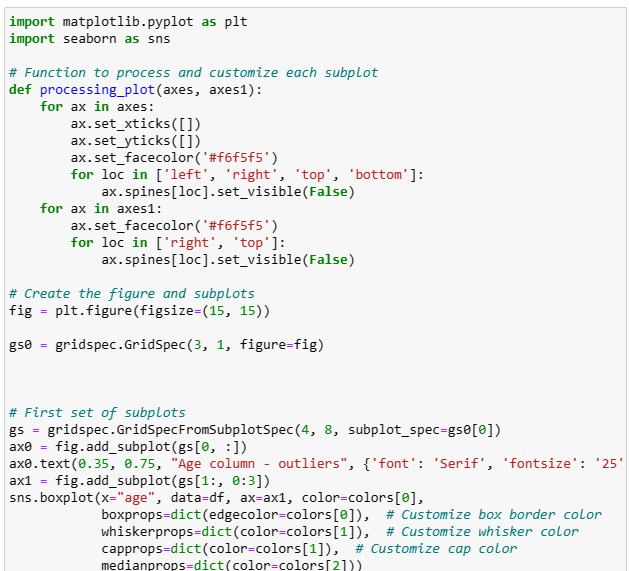 import matplotlib.pyplot as plt
import seaborn as sns
# Function to process and customize each subplot
def processing_plot(axes, axes1):
    for ax in axes:
        ax.set_xticks([])
        ax.set_yticks([])
        ax.set_facecolor('#f6f5f5')
        for loc in ['left', 'right', 'top', 'bottom']:
            ax.spines[loc].set_visible(False)
    for ax in axes1:
        ax.set_facecolor('#f6f5f5')
        for loc in ['right', 'top']:
            ax.spines[loc].set_visible(False)
# Create the figure and subplots
fig = plt.figure(figsize=(15, 15))
gs0 = gridspec.GridSpec(3, 1, figure=fig)
# First set of subplots
gs = gridspec.GridSpecFromSubplotSpec(4, 8, subplot_spec=gs0[0])
ax0 = fig.add_subplot(gs[0, :])
ax0.text(0.35, 0.75, "Age column - outliers", {'font': 'Serif', 'fontsize': '25'
ax1 = fig.add_subplot(gs[1:, 0:3])
sns.boxplot(x="age", data=df, ax=ax1, color=colors[0],
            boxprops=dict(edgecolor=colors[0]),  # Customize box border color
            whiskerprops=dict(color=colors[1]),  # Customize whisker color
            capprops=dict(color=colors[1]),  # Customize cap color
            medianprops=dict(color=colors[2]))